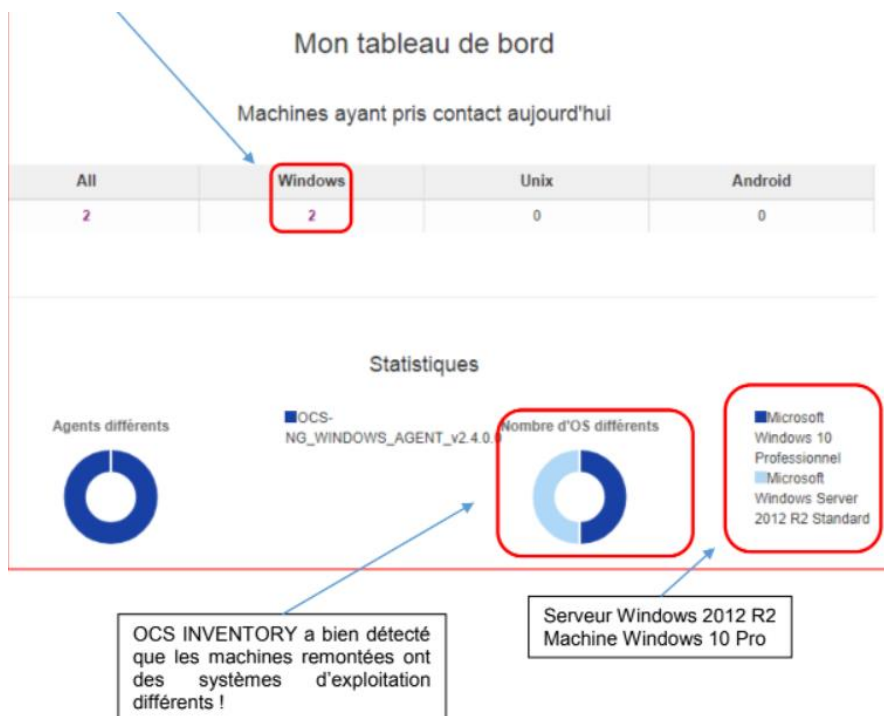 Mon tableau de bord
Machines ayant pris contact aujourd'hui
All Windows Unix Android
2 2 0 0
Statistiques
Agents différents
OCS-
NG_WINDOWS_AGENT_v2.4.0.0
Nombre d'OS différents
Microsoft
Windows 10
Professionnel
Microsoft
Windows Server
2012 R2 Standard
OCS INVENTORY a bien détecté
que les machines remontées ont
des systèmes d'exploitation
différents !
Serveur Windows 2012 R2
Machine Windows 10 Pro